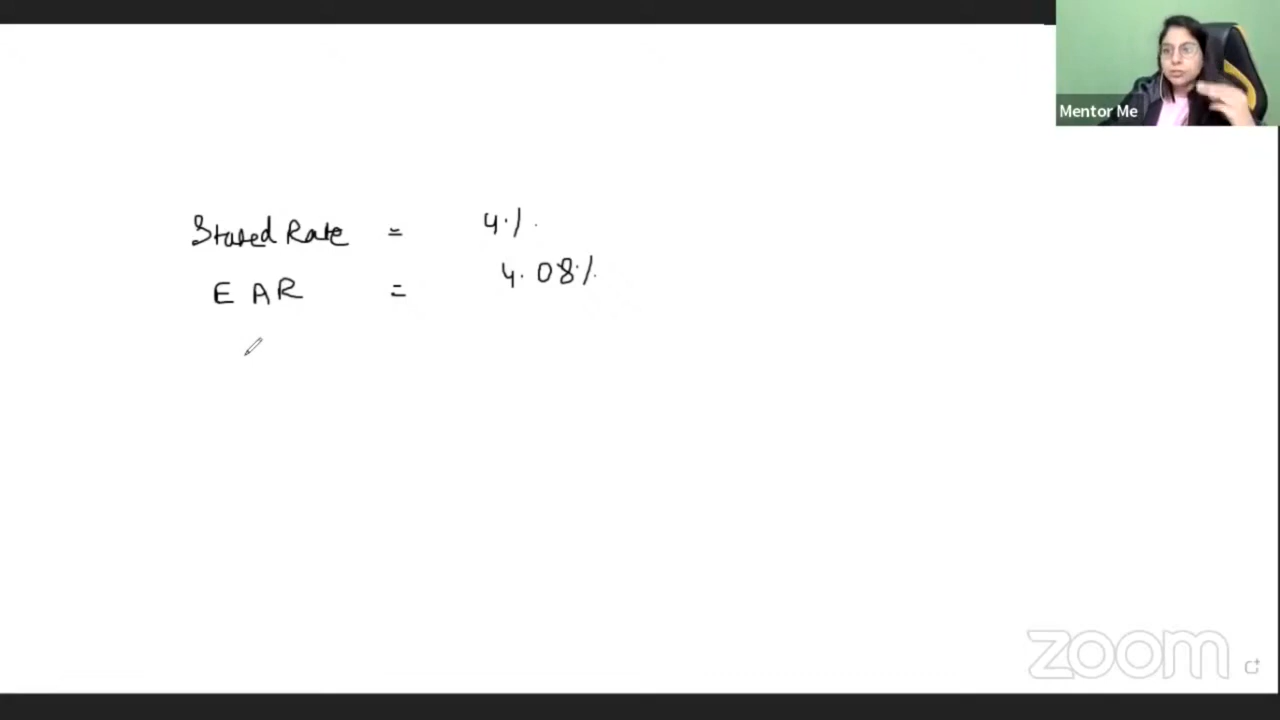 Mentor Me
Stated Rate = 4%.
EAR = 4.08%.
zoom